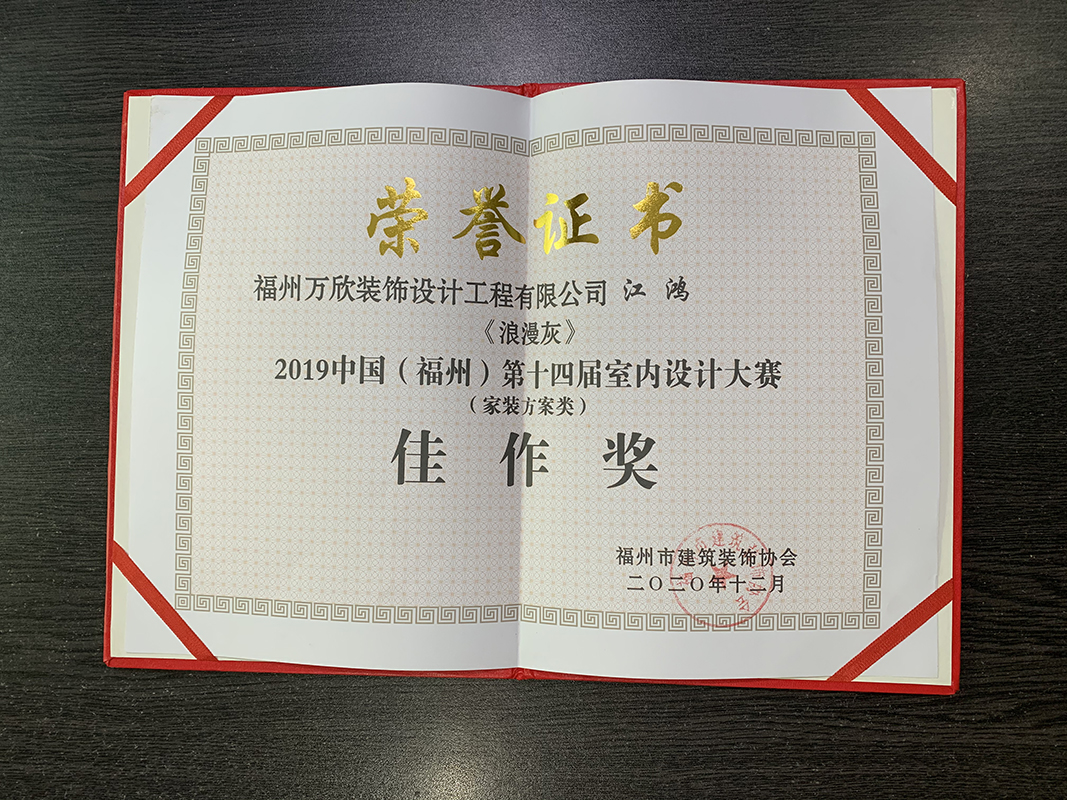 荣誉证书
福州万欣装饰设计工程有限公司 江鸿
《浪漫灰》
2019中国（福州）第十四届室内设计大赛
（家装方案类）
佳作奖
福州市建筑装饰协会
二〇二〇年十二月